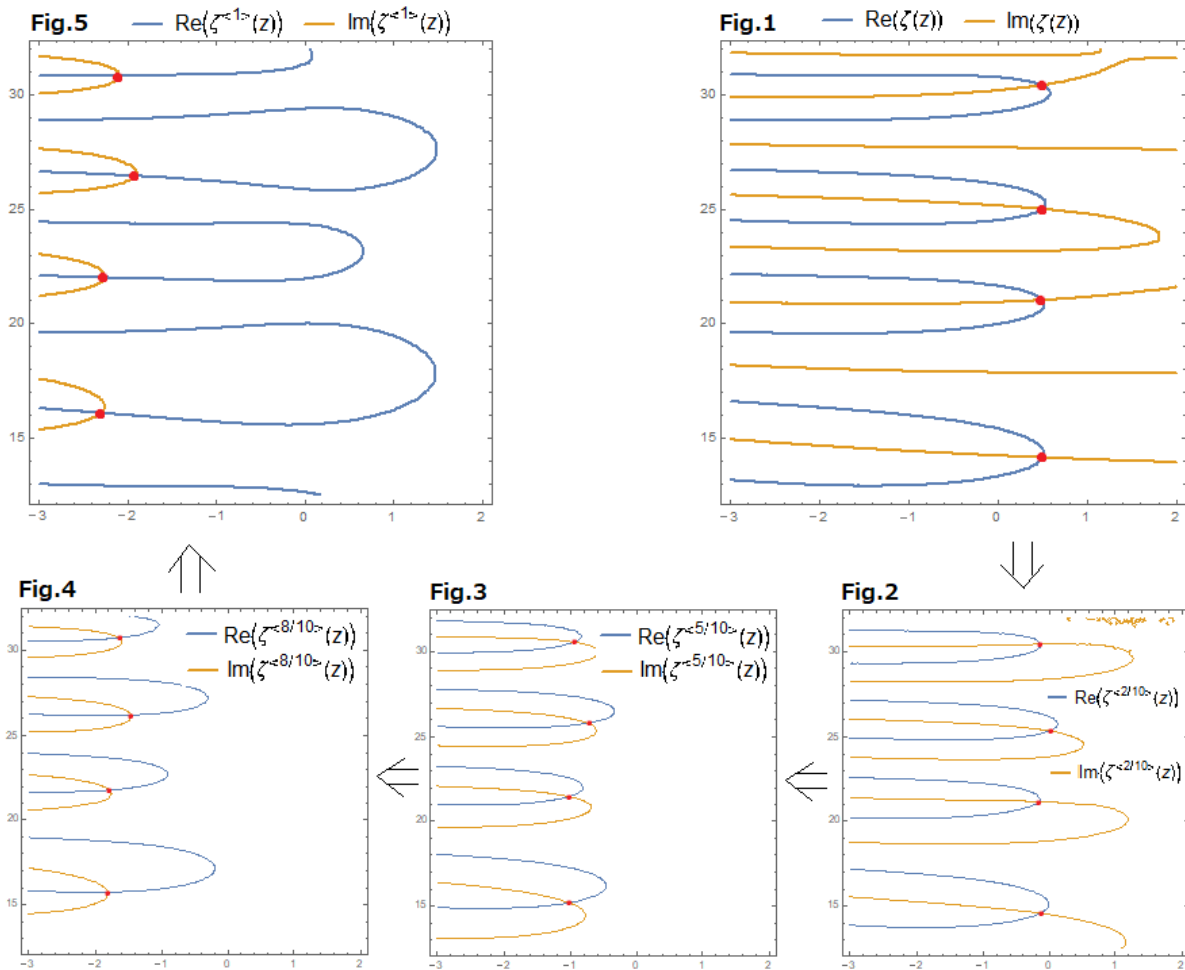 Fig.5
Re(ζ^<1>(z)) Im(ζ^<1>(z))
30
25
20
15
-3 -2 -1 0 1 2
Fig.1
Re(ζ(z)) Im(ζ(z))
30
25
20
15
-3 -2 -1 0 1 2
Fig.4
Re(ζ^<8/10>(z))
Im(ζ^<8/10>(z))
30
25
20
15
-3 -2 -1 0 1 2
Fig.3
Re(ζ^<5/10>(z))
Im(ζ^<5/10>(z))
30
25
20
15
-3 -2 -1 0 1 2
Fig.2
30
Re(ζ^<2/10>(z))
25
Im(ζ^<2/10>(z))
20
15
-3 -2 -1 0 1 2